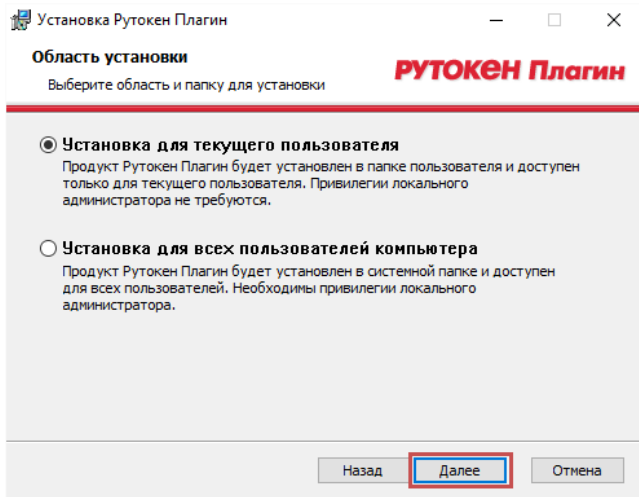 Установка Рутокен Плагин
Область установки
Выберите область и папку для установки
РУТОКЕН Плагин
Установка для текущего пользователя
Продукт Рутокен Плагин будет установлен в папке пользователя и доступен
только для текущего пользователя. Привилегии локального
администратора не требуются.
Установка для всех пользователей компьютера
Продукт Рутокен Плагин будет установлен в системной папке и доступен
для всех пользователей. Необходимы привилегии локального
администратора.
Назад Далее Отмена